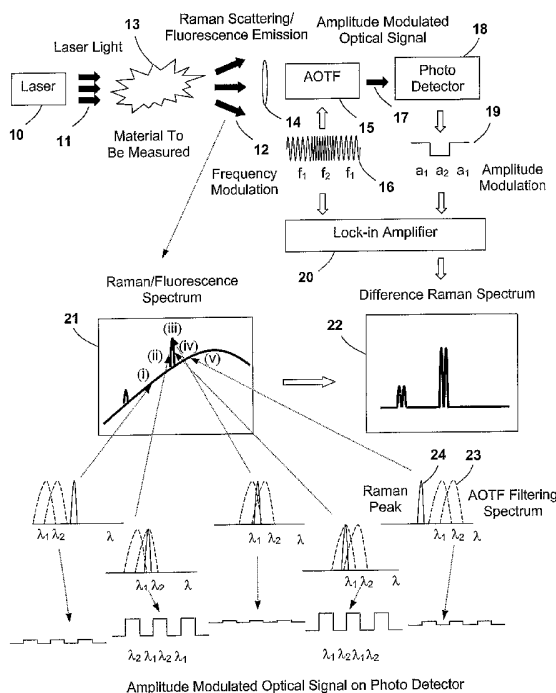 Raman Scattering/
Fluorescence Emission
Amplitude Modulated
Optical Signal
Laser Light
13
18
Laser
AOTF
Photo
Detector
10
11
Material To
Be Measured
12
14
15
17
19
Frequency
Modulation
16
f1 f2 f1
a1 a2 a1
Amplitude
Modulation
Lock-in Amplifier
20
Raman/Fluorescence
Spectrum
Difference Raman Spectrum
21
22
(i)
(ii)
(iii)
(iv)
(v)
24
23
Raman
Peak
AOTF Filtering
Spectrum
λ1 λ2 λ
λ1 λ2 λ
λ1 λ2 λ
λ1 λ2 λ
λ1 λ2 λ
λ2 λ1 λ2 λ1
λ1 λ2 λ1 λ2
Amplitude Modulated Optical Signal on Photo Detector